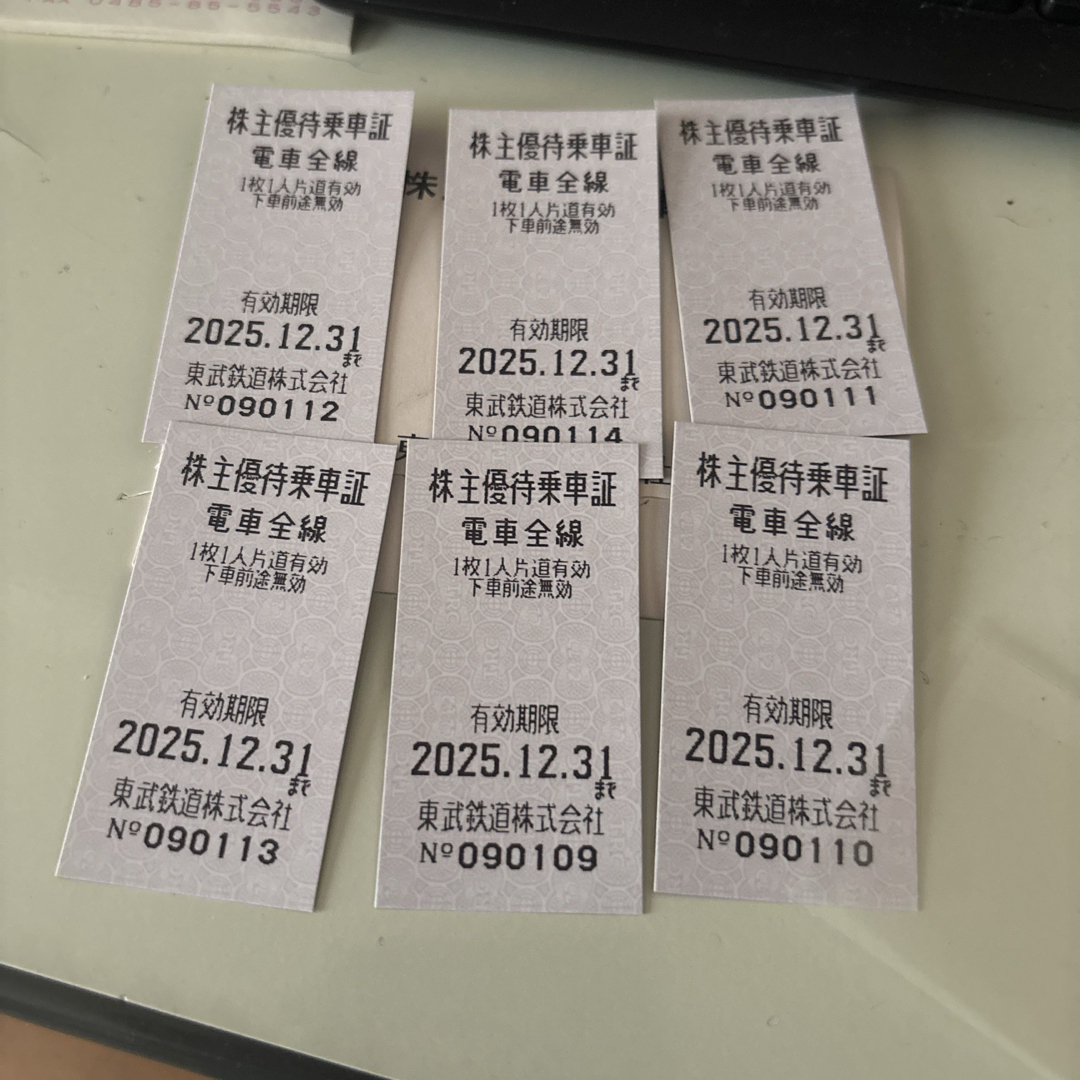 FAX 0485-85-5543
株主優待乗車証
電車全線
1枚1人片道有効
下車前途無効
有効期限
2025.12.31
まで
東武鉄道株式会社
Nº090112
株主優待乗車証
電車全線
1枚1人片道有効
下車前途無効
有効期限
2025.12.31
まで
東武鉄道株式会社
Nº090114
株主優待乗車証
電車全線
1枚1人片道有効
下車前途無効
有効期限
2025.12.31
まで
東武鉄道株式会社
Nº090111
株
東
株主優待乗車証
電車全線
1枚1人片道有効
下車前途無効
有効期限
2025.12.31
まで
東武鉄道株式会社
Nº090113
株主優待乗車証
電車全線
1枚1人片道有効
下車前途無効
有効期限
2025.12.31
まで
東武鉄道株式会社
Nº090109
株主優待乗車証
電車全線
1枚1人片道有効
下車前途無効
有効期限
2025.12.31
まで
東武鉄道株式会社
Nº090110